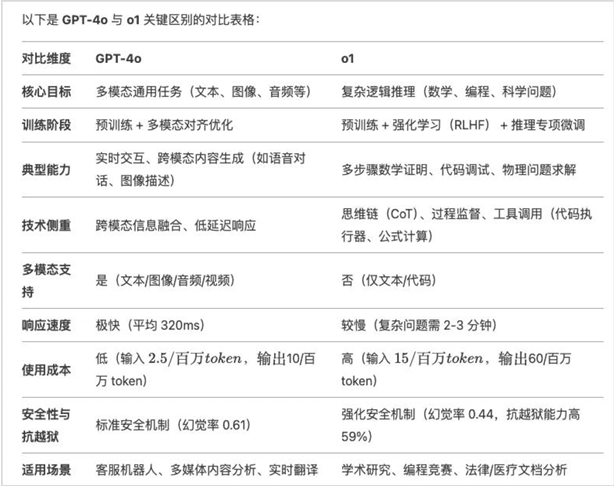 以下是 GPT-4o 与 o1 关键区别的对比表格：
对比维度 GPT-4o o1
核心目标 多模态通用任务（文本、图像、音频等） 复杂逻辑推理（数学、编程、科学问题）
训练阶段 预训练 + 多模态对齐优化 预训练 + 强化学习（RLHF） + 推理专项微调
典型能力 实时交互、跨模态内容生成（如语音对
话、图像描述） 多步骤数学证明、代码调试、物理问题求解
技术侧重 跨模态信息融合、低延迟响应 思维链（CoT）、过程监督、工具调用（代码执
行器、公式计算）
多模态支
持 是（文本/图像/音频/视频） 否（仅文本/代码）
响应速度 极快（平均 320ms) 较慢（复杂问题需 2-3 分钟）
使用成本 低（输入 2.5/百万token，输出10/百
万 token） 高（输入 15/百万token，输出60/百万
token）
安全性与
抗越狱 标准安全机制（幻觉率 0.61） 强化安全机制（幻觉率 0.44，抗越狱能力高
59%）
适用场景 客服机器人、多媒体内容分析、实时翻译 学术研究、编程竞赛、法律/医疗文档分析